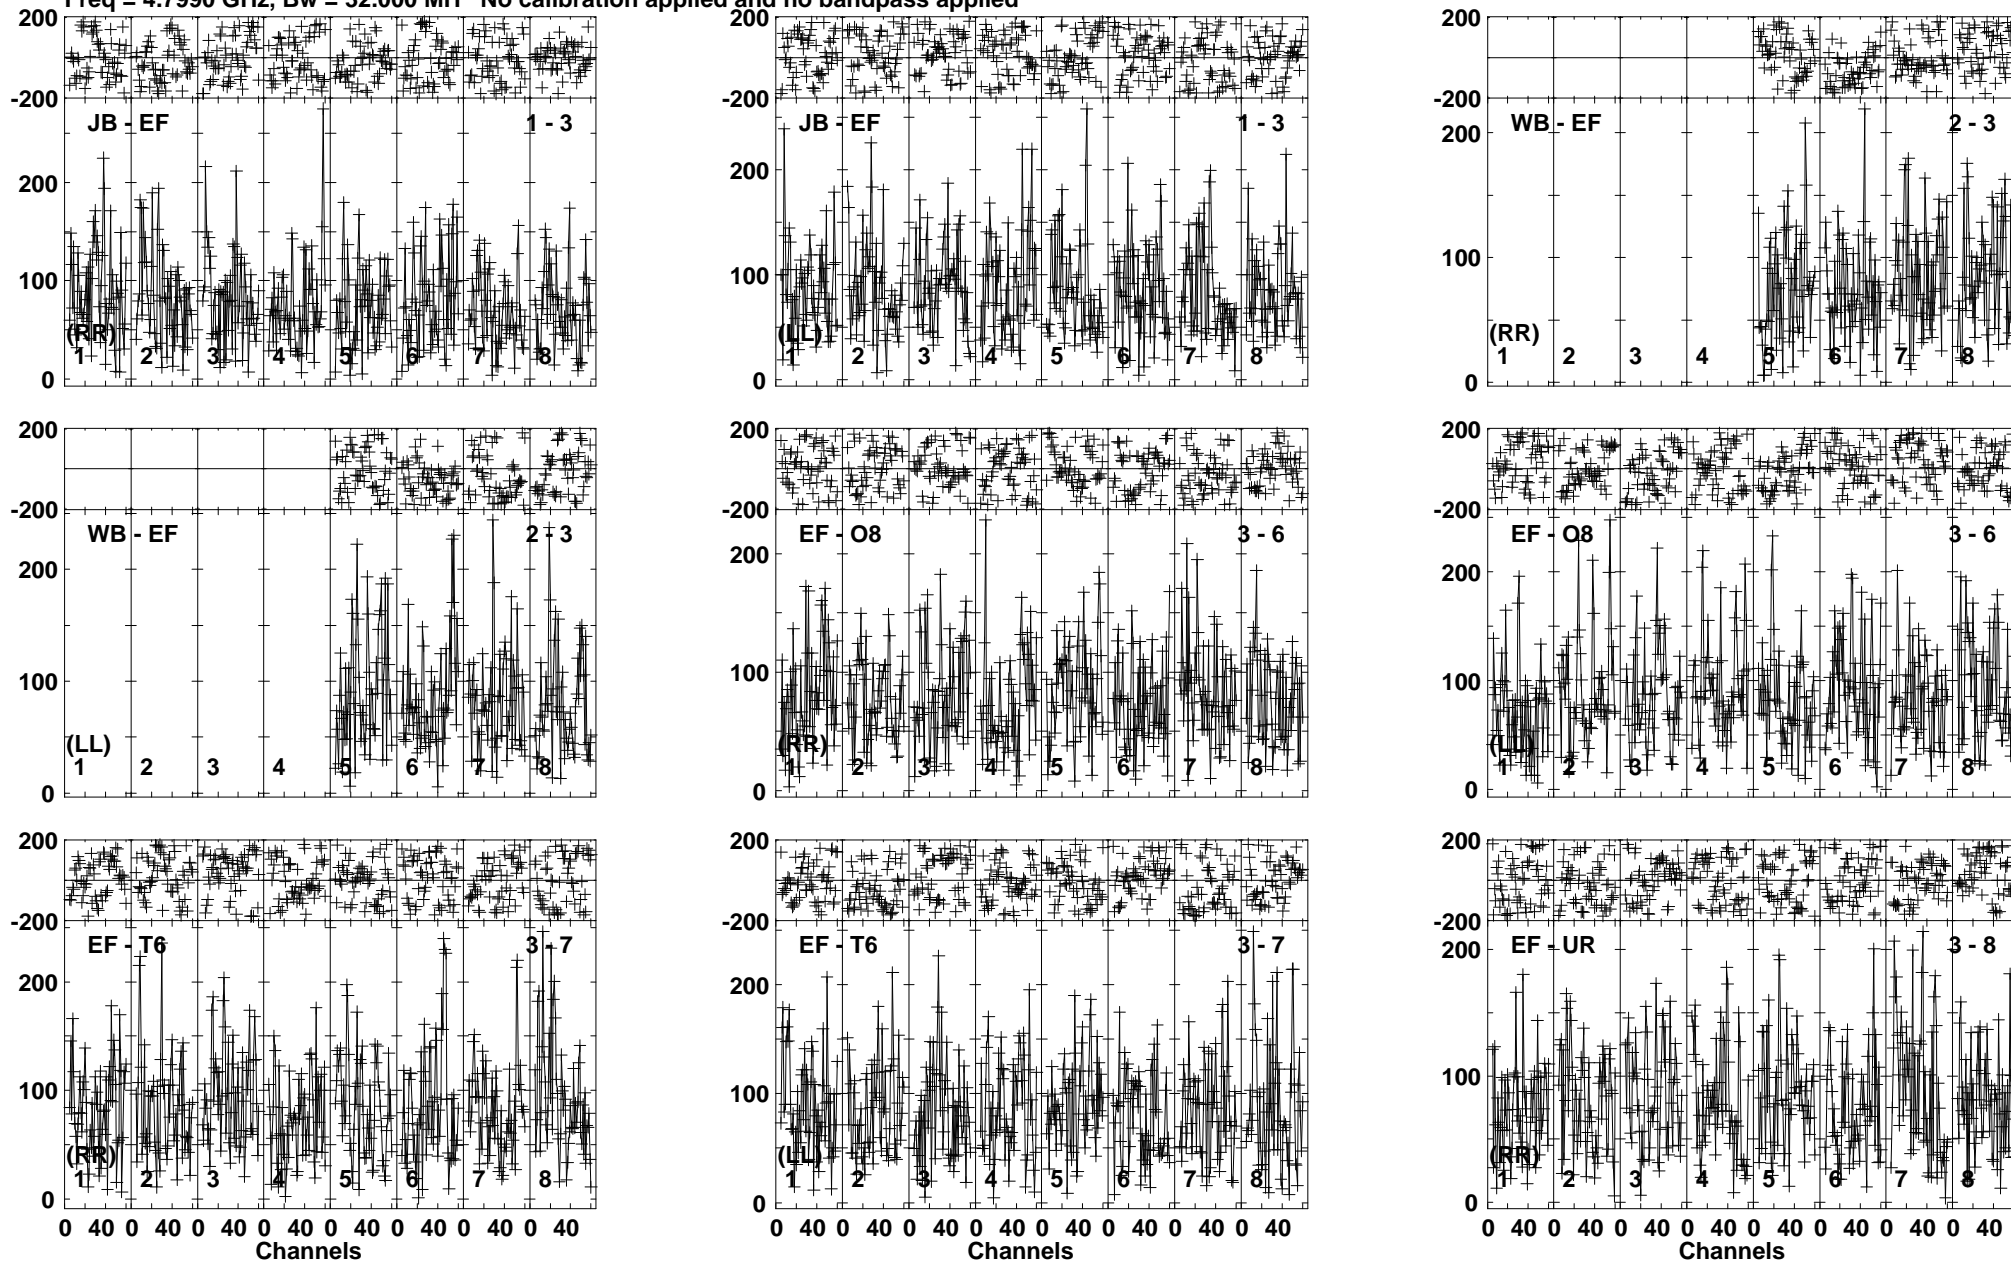 Freq = 4.7990 GHz, Bw = 32.000 MH No calibration applied and no bandpass applied
200 200 200
-200 -200 -200
JB - EF 1 - 3 JB - EF 1 - 3 WB - EF 2 - 3
200 200 200
100 100 100
(RR) (LL) (RR)
1 2 3 4 5 6 7 8 1 2 3 4 5 6 7 8 1 2 3 4 5 6 7 8
0 0 0
200 200 200
-200 -200 -200
WB - EF 2 - 3 EF - O8 3 - 6 EF - O8 3 - 6
200 200 200
100 100 100
(LL) (RR) (LL)
1 2 3 4 5 6 7 8 1 2 3 4 5 6 7 8 1 2 3 4 5 6 7 8
0 0 0
200 200 200
-200 -200 -200
EF - T6 3 - 7 EF - T6 3 - 7 EF - UR 3 - 8
200 200 200
100 100 100
(RR) (LL) (RR)
1 2 3 4 5 6 7 8 1 2 3 4 5 6 7 8 1 2 3 4 5 6 7 8
0 0 0
0 40 0 40 0 40 0 40 0 40 0 40 0 40 0 40 0 40 0 40 0 40 0 40 0 40 0 40 0 40 0 40 0 40 0 40 0 40 0 40 0 40 0 40 0 40 0 40
Channels Channels Channels